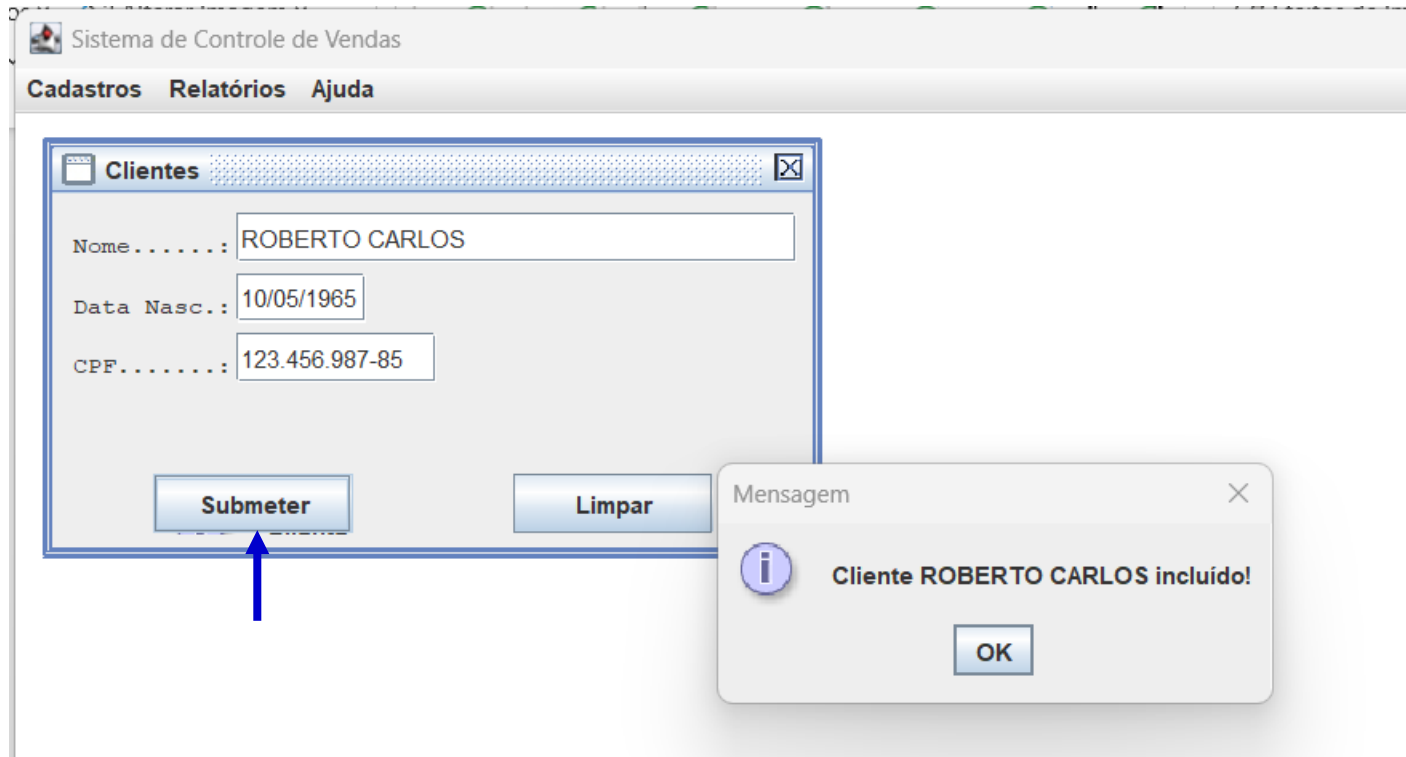 Sistema de Controle de Vendas
Cadastros Relatórios Ajuda
Clientes
Nome......: ROBERTO CARLOS
Data Nasc.: 10/05/1965
CPF.......: 123.456.987-85
Submeter Limpar
Mensagem
Cliente ROBERTO CARLOS incluído!
OK